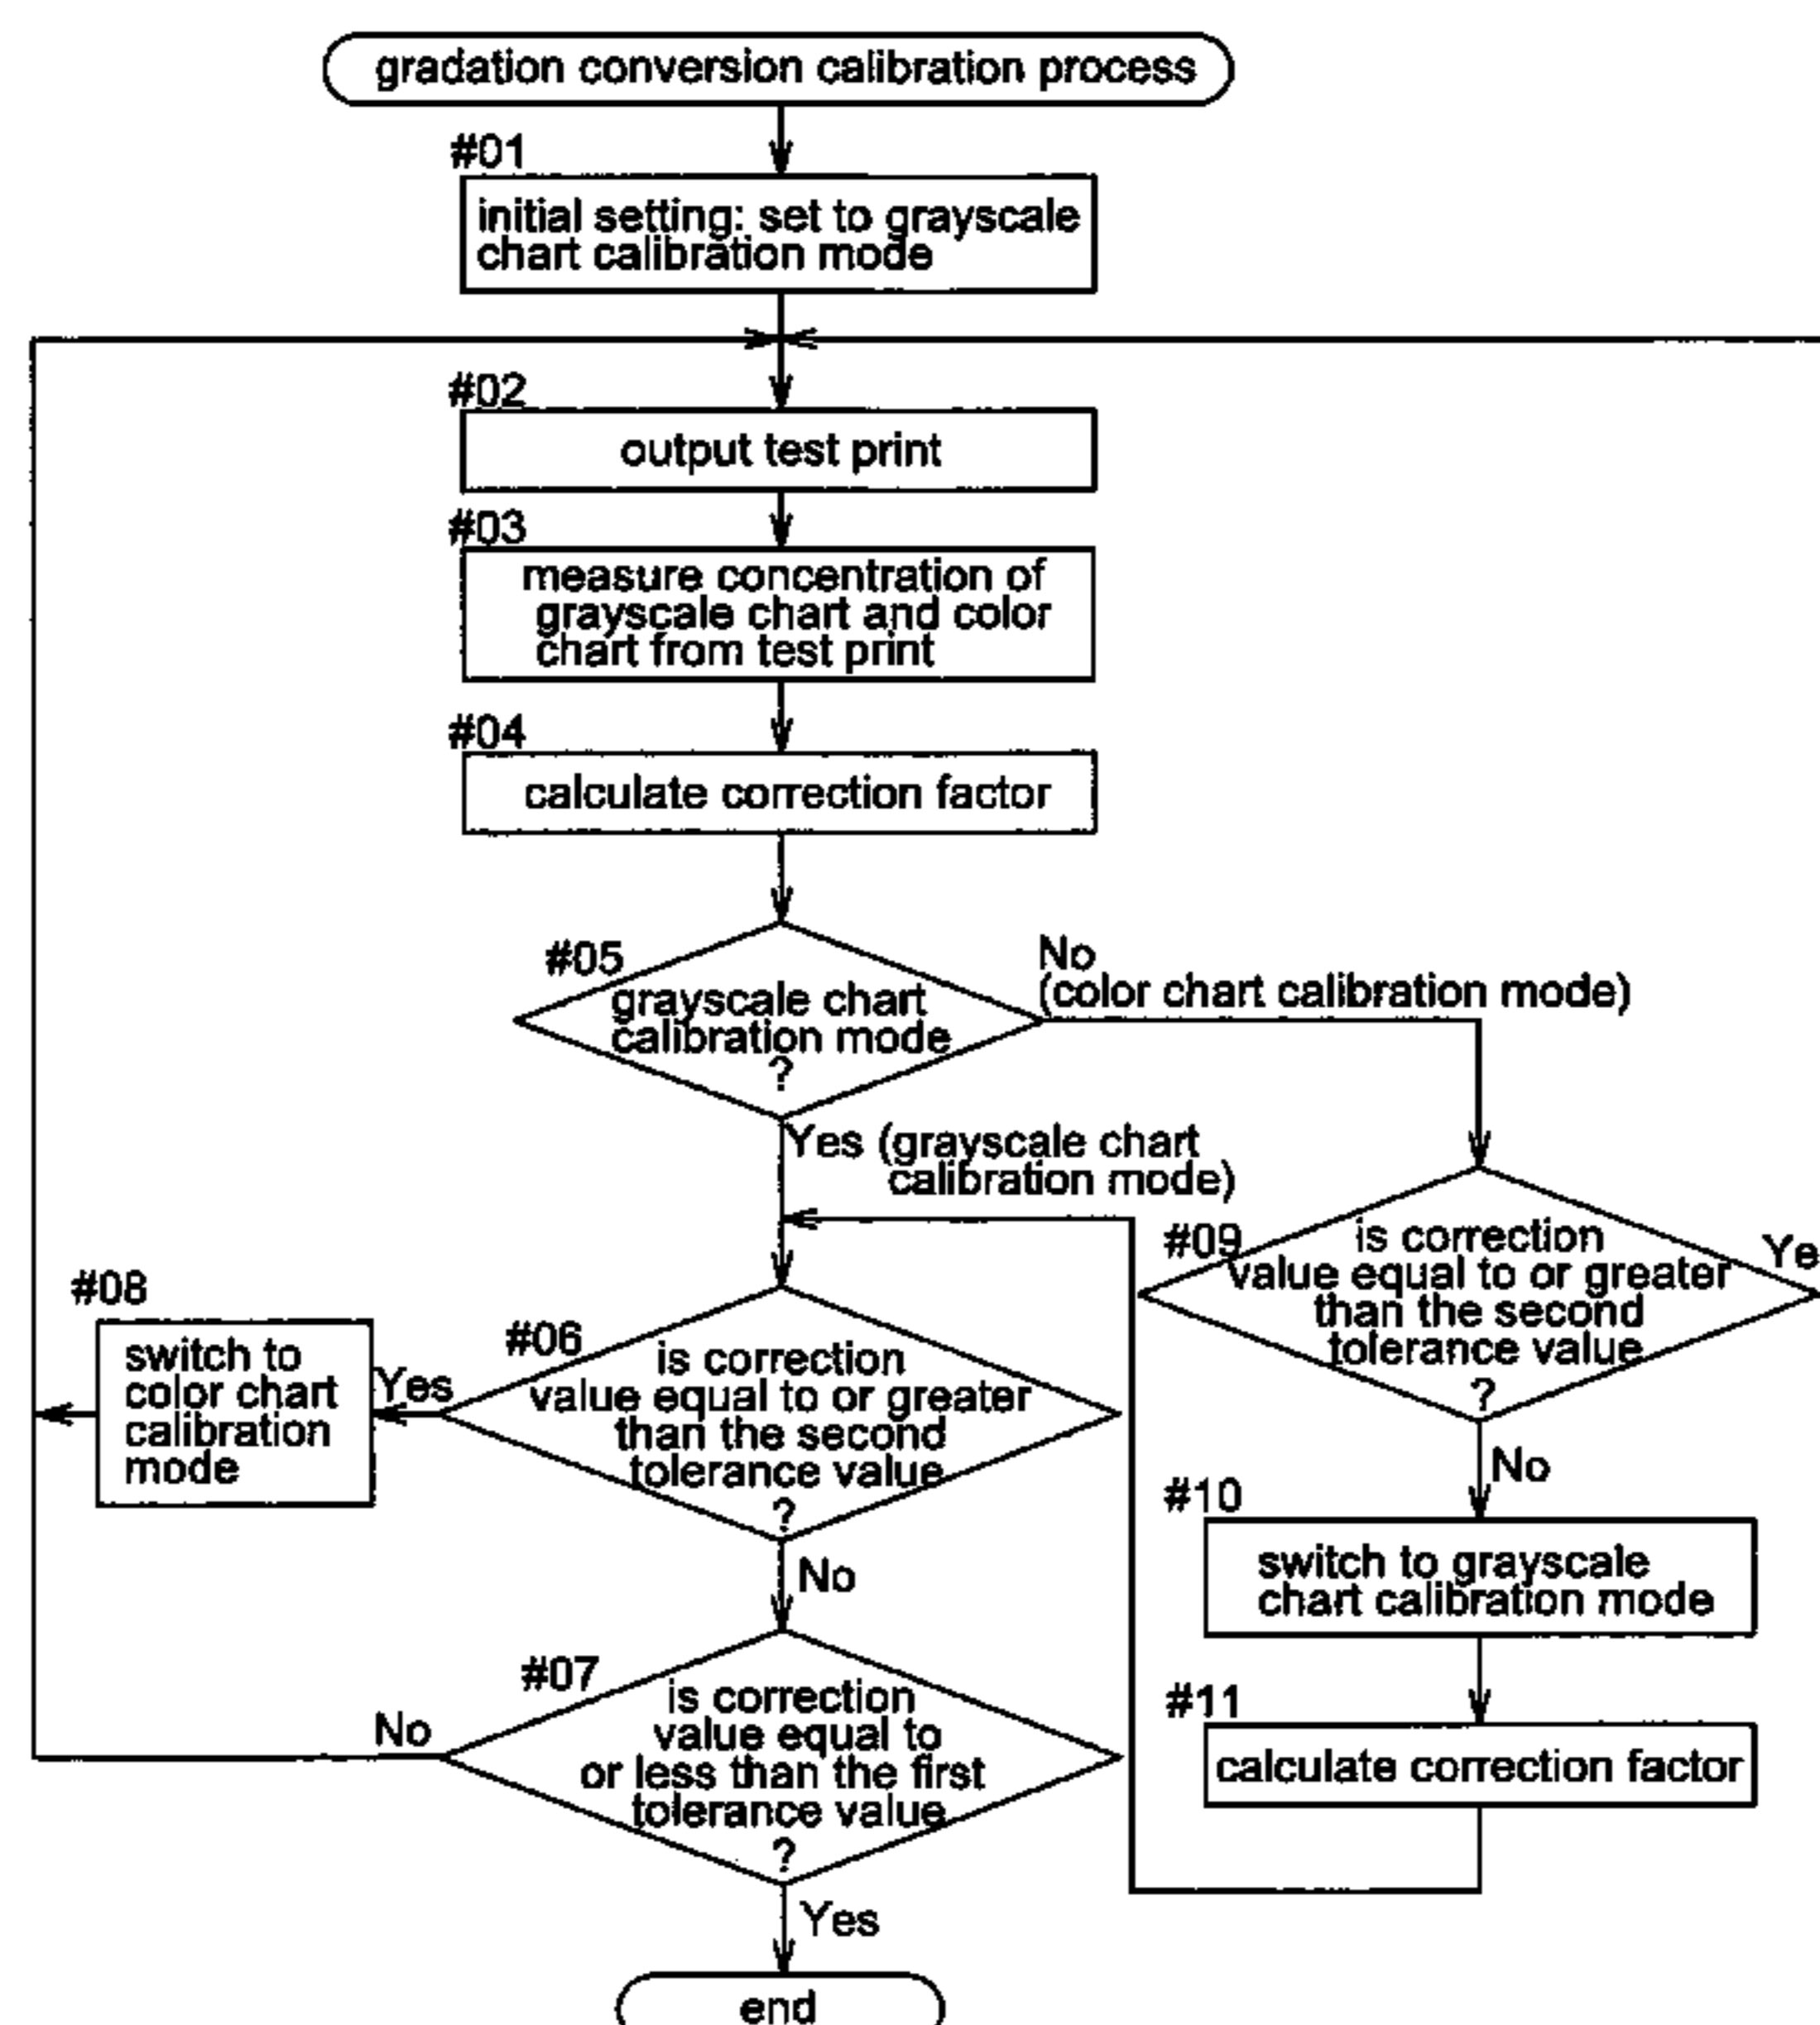 gradation conversion calibration process
#01
initial setting: set to grayscale
chart calibration mode
#02
output test print
#03
measure concentration of
grayscale chart and color
chart from test print
#04
calculate correction factor
#05
grayscale chart
calibration mode
?
No
(color chart calibration mode)
Yes (grayscale chart
calibration mode)
#09
is correction
value equal to or greater
than the second
tolerance value
?
Ye
#08
switch to
color chart
calibration
mode
Yes
#06
is correction
value equal to or greater
than the second
tolerance value
?
No
No
#10
switch to grayscale
chart calibration mode
#07
is correction
value equal to
or less than the first
tolerance value
?
No
#11
calculate correction factor
Yes
end